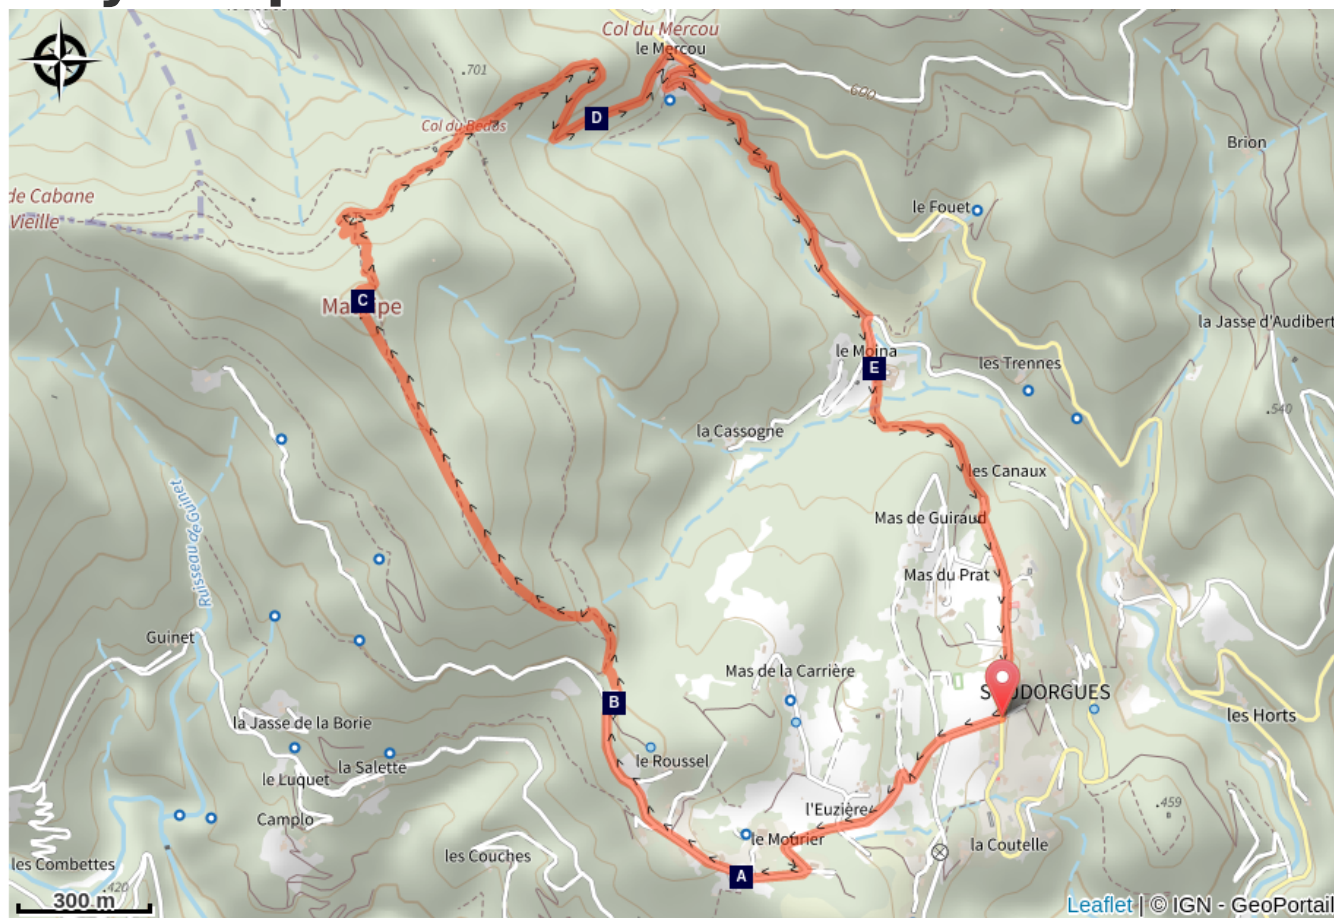 Col du Mercou
le Mercou
701
600
Col du Bedos
Brion
de Cabane
Vieille
le Fouet
C
D
la Jasse d'Audibert
le Moina
E
les Trennes
540
la Cassogne
les Canaux
Mas de Guiraud
Ruisseau de Guinet
Mas du Prat
Guinet
Mas de la Carrière
B
les Horts
la Jasse de la Borie
le Roussel
la Salette
le Luquet
l'Euzière
459
Camplo
le Mourier
la Coutelle
les Couches
les Combettes
A
420
300 m
Leaflet | © IGN - GeoPortail